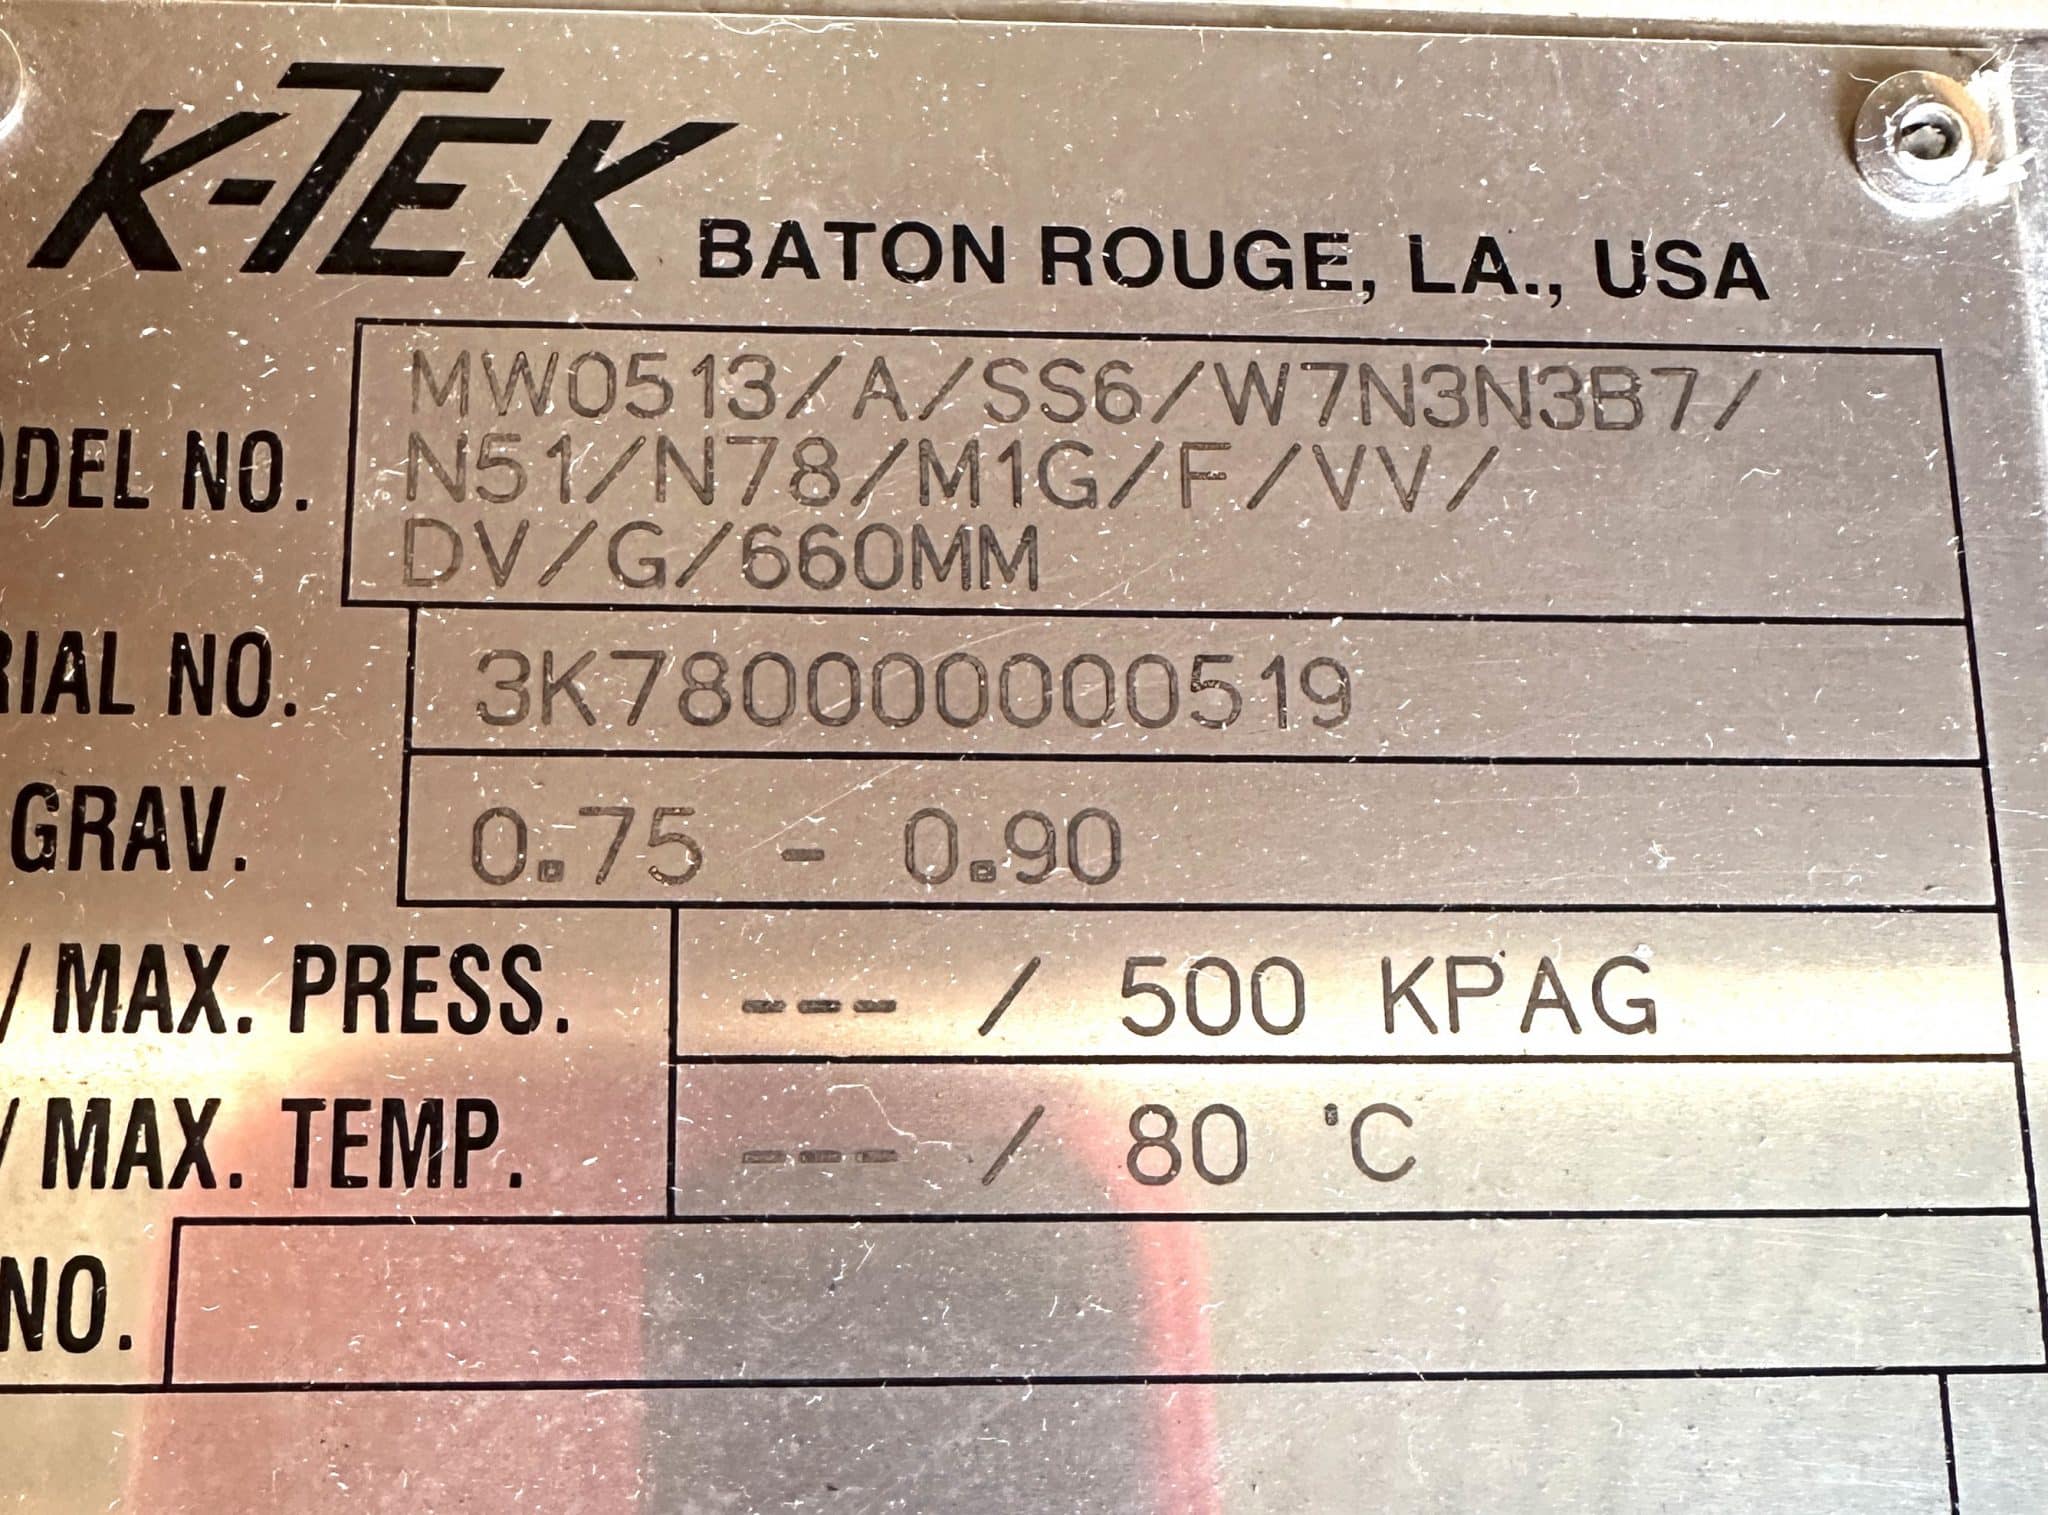 K-TEK BATON ROUGE, LA., USA
MW0513/A/SS6/W7N3N3B7/
ODEL NO. N51/N78/M1G/F/VV/
DV/G/660MM
RIAL NO. 3K780000000519
GRAV. 0.75 - 0.90
/ MAX. PRESS. --- / 500 KPAG
/ MAX. TEMP. --- / 80 'C
NO.